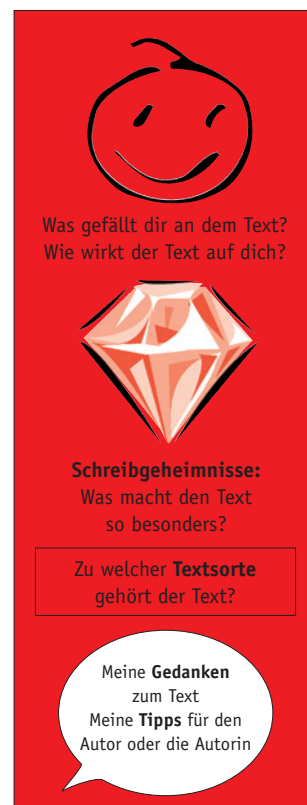 Was gefällt dir an dem Text?
Wie wirkt der Text auf dich?
Schreibgeheimnisse:
Was macht den Text
so besonders?
Zu welcher Textsorte
gehört der Text?
Meine Gedanken
zum Text
Meine Tipps für den
Autor oder die Autorin